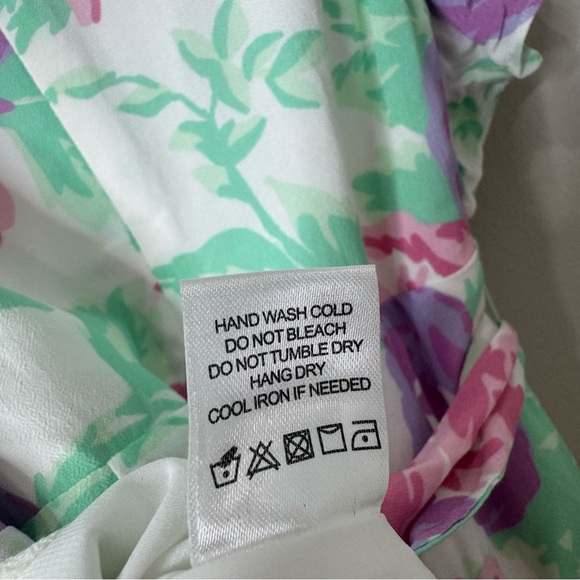 HAND WASH COLD
DO NOT BLEACH
DO NOT TUMBLE DRY
HANG DRY
COOL IRON IF NEEDED